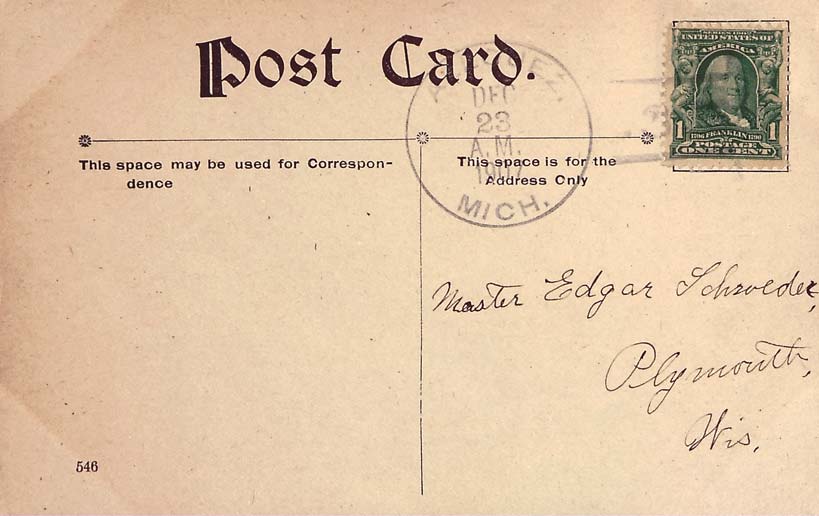 Post Card.
SERIES 1902
UNITED STATES OF
AMERICA
1 1
1706 FRANKLIN 1790
POSTAGE
ONE CENT
DEC
23
A.M.
1907
MICH.
This space may be used for Correspon-
dence
This space is for the
Address Only
Master Edgar Schroeder,
Plymouth,
Wis.
546